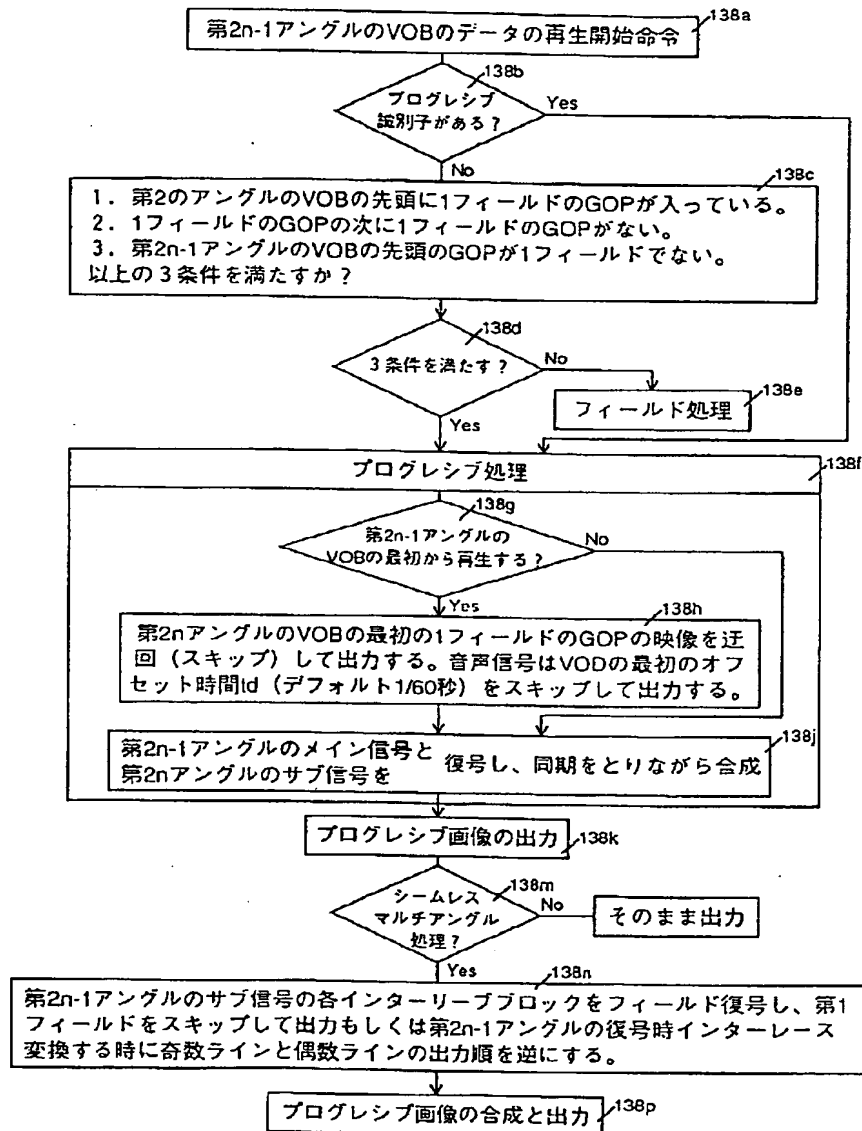 138a
第2n-1アングルのVOBのデータの再生開始命令
138b
プログレシブ
識別子がある？
Yes
No
138c
1．第2のアングルのVOBの先頭に1フィールドのGOPが入っている。
2．1フィールドのGOPの次に1フィールドのGOPがない。
3．第2n-1アングルのVOBの先頭のGOPが1フィールドでない。
以上の３条件を満たすか？
138d
３条件を満たす？
No
138e
フィールド処理
Yes
プログレシブ処理
138f
138g
第2n-1アングルの
VOBの最初から再生する？
No
Yes
138h
第2nアングルのVOBの最初の1フィールドのGOPの映像を迂
回（スキップ）して出力する。音声信号はVODの最初のオフ
セット時間td（デフォルト1/60秒）をスキップして出力する。
138j
第2n-1アングルのメイン信号と
第2nアングルのサブ信号を
復号し、同期をとりながら合成
プログレシブ画像の出力
138k
138m
シームレス
マルチアングル
処理？
No
そのまま出力
Yes
138n
第2n-1アングルのサブ信号の各インターリーブブロックをフィールド復号し、第1
フィールドをスキップして出力もしくは第2n-1アングルの復号時インターレース
変換する時に奇数ラインと偶数ラインの出力順を逆にする。
プログレシブ画像の合成と出力
138p